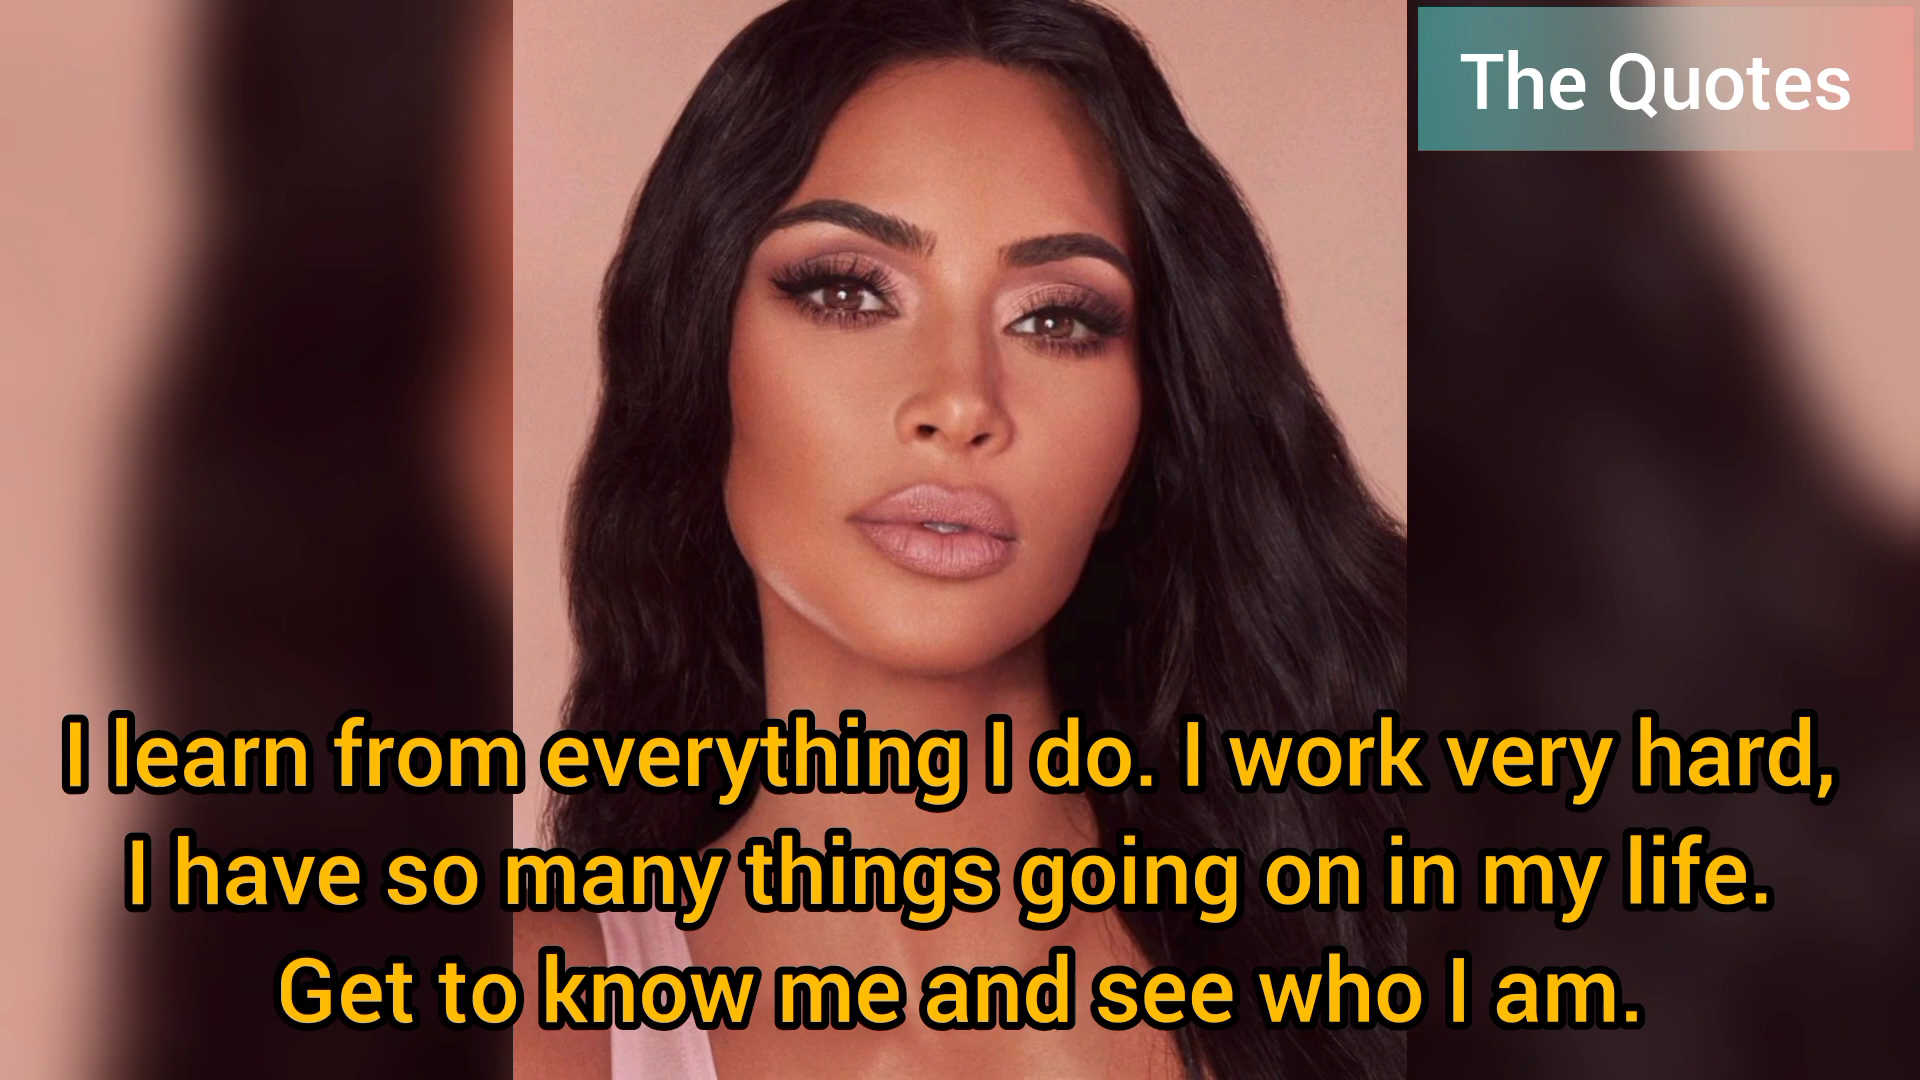 The Quotes
I learn from everything I do. I work very hard,
I have so many things going on in my life.
Get to know me and see who I am.